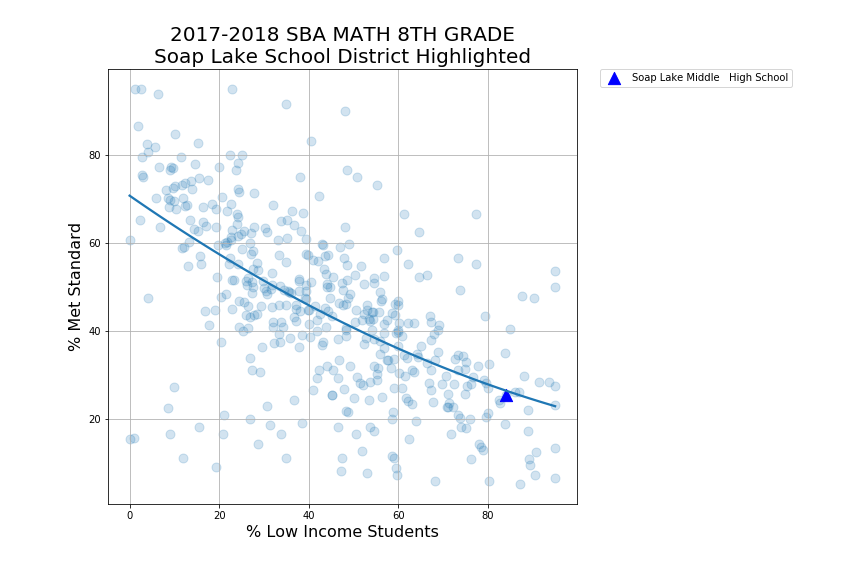 2017-2018 SBA MATH 8TH GRADE
Soap Lake School District Highlighted
Soap Lake Middle   High School
% Met Standard
80
60
40
20
0 20 40 60 80
% Low Income Students